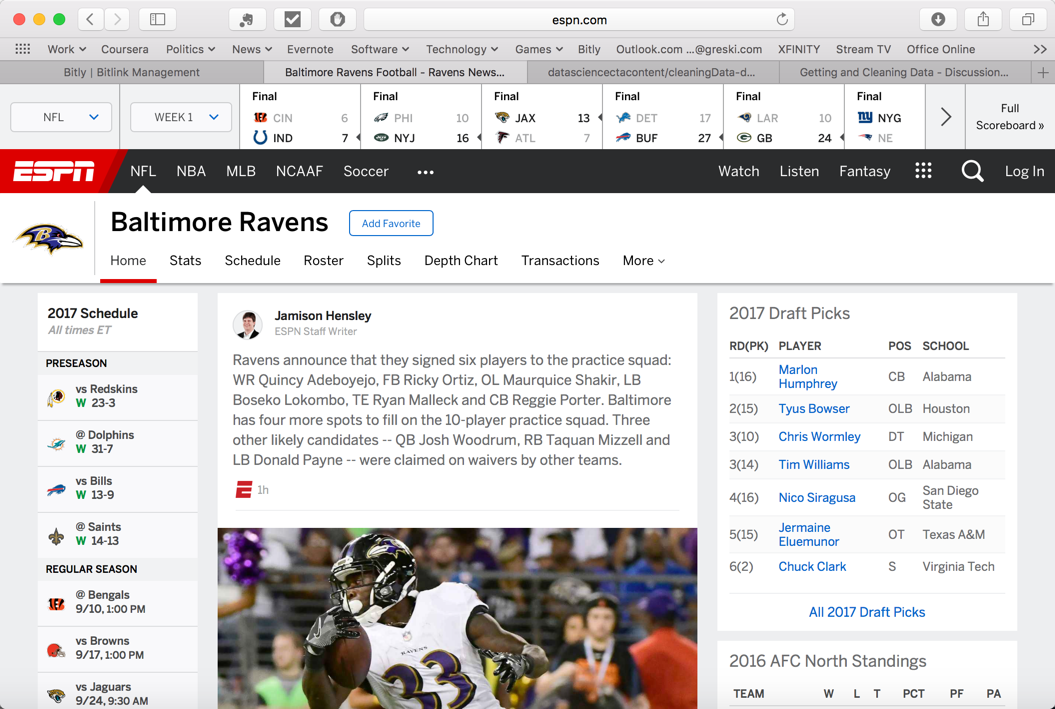 espn.com
Work Coursera Politics News Evernote Software Technology Games Bitly Outlook.com ...@greski.com XFINITY Stream TV Office Online
Bitly | Bitlink Management
Baltimore Ravens Football - Ravens News...
datasciencectacontent/cleaningData-d...
Getting and Cleaning Data - Discussion...
NFL
WEEK 1
Final
CIN 6
IND 7
Final
PHI 10
NYJ 16
Final
JAX 13
ATL 7
Final
DET 17
BUF 27
Final
LAR 10
GB 24
Final
NYG
NE
Full
Scoreboard »
ESPN NFL NBA MLB NCAAF Soccer ••• Watch Listen Fantasy Log In
Baltimore Ravens
Add Favorite
Home Stats Schedule Roster Splits Depth Chart Transactions More
2017 Schedule
All times ET
PRESEASON
vs Redskins
W 23-3
@ Dolphins
W 31-7
vs Bills
W 13-9
@ Saints
W 14-13
REGULAR SEASON
@ Bengals
9/10, 1:00 PM
vs Browns
9/17, 1:00 PM
vs Jaguars
9/24, 9:30 AM
Jamison Hensley
ESPN Staff Writer
Ravens announce that they signed six players to the practice squad:
WR Quincy Adeboyejo, FB Ricky Ortiz, OL Maurquice Shakir, LB
Boseko Lokombo, TE Ryan Malleck and CB Reggie Porter. Baltimore
has four more spots to fill on the 10-player practice squad. Three
other likely candidates -- QB Josh Woodrum, RB Taquan Mizzell and
LB Donald Payne -- were claimed on waivers by other teams.
1h
RAVENS
33
2017 Draft Picks
RD(PK) PLAYER POS SCHOOL
1(16) Marlon Humphrey CB Alabama
2(15) Tyus Bowser OLB Houston
3(10) Chris Wormley DT Michigan
3(14) Tim Williams OLB Alabama
4(16) Nico Siragusa OG San Diego State
5(15) Jermaine Eluemunor OT Texas A&M
6(2) Chuck Clark S Virginia Tech
All 2017 Draft Picks
2016 AFC North Standings
TEAM W L T PCT PF PA